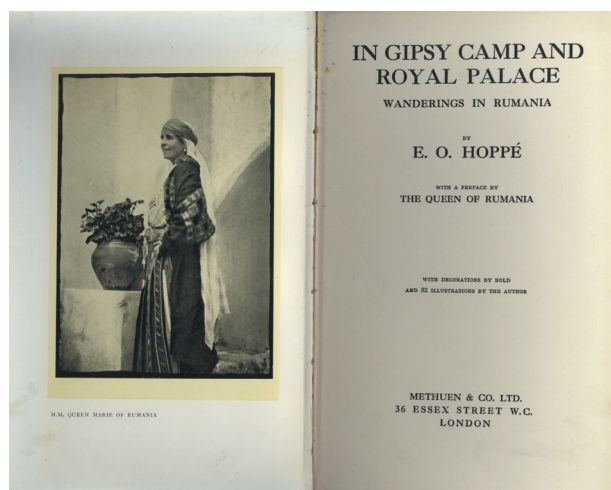 H.M. QUEEN MARIE OF RUMANIA
IN GIPSY CAMP AND
ROYAL PALACE
WANDERINGS IN RUMANIA
BY
E. O. HOPPÉ
WITH A PREFACE BY
THE QUEEN OF RUMANIA
WITH DECORATIONS BY BOLD
AND 32 ILLUSTRATIONS BY THE AUTHOR
METHUEN & CO. LTD.
36 ESSEX STREET W.C.
LONDON